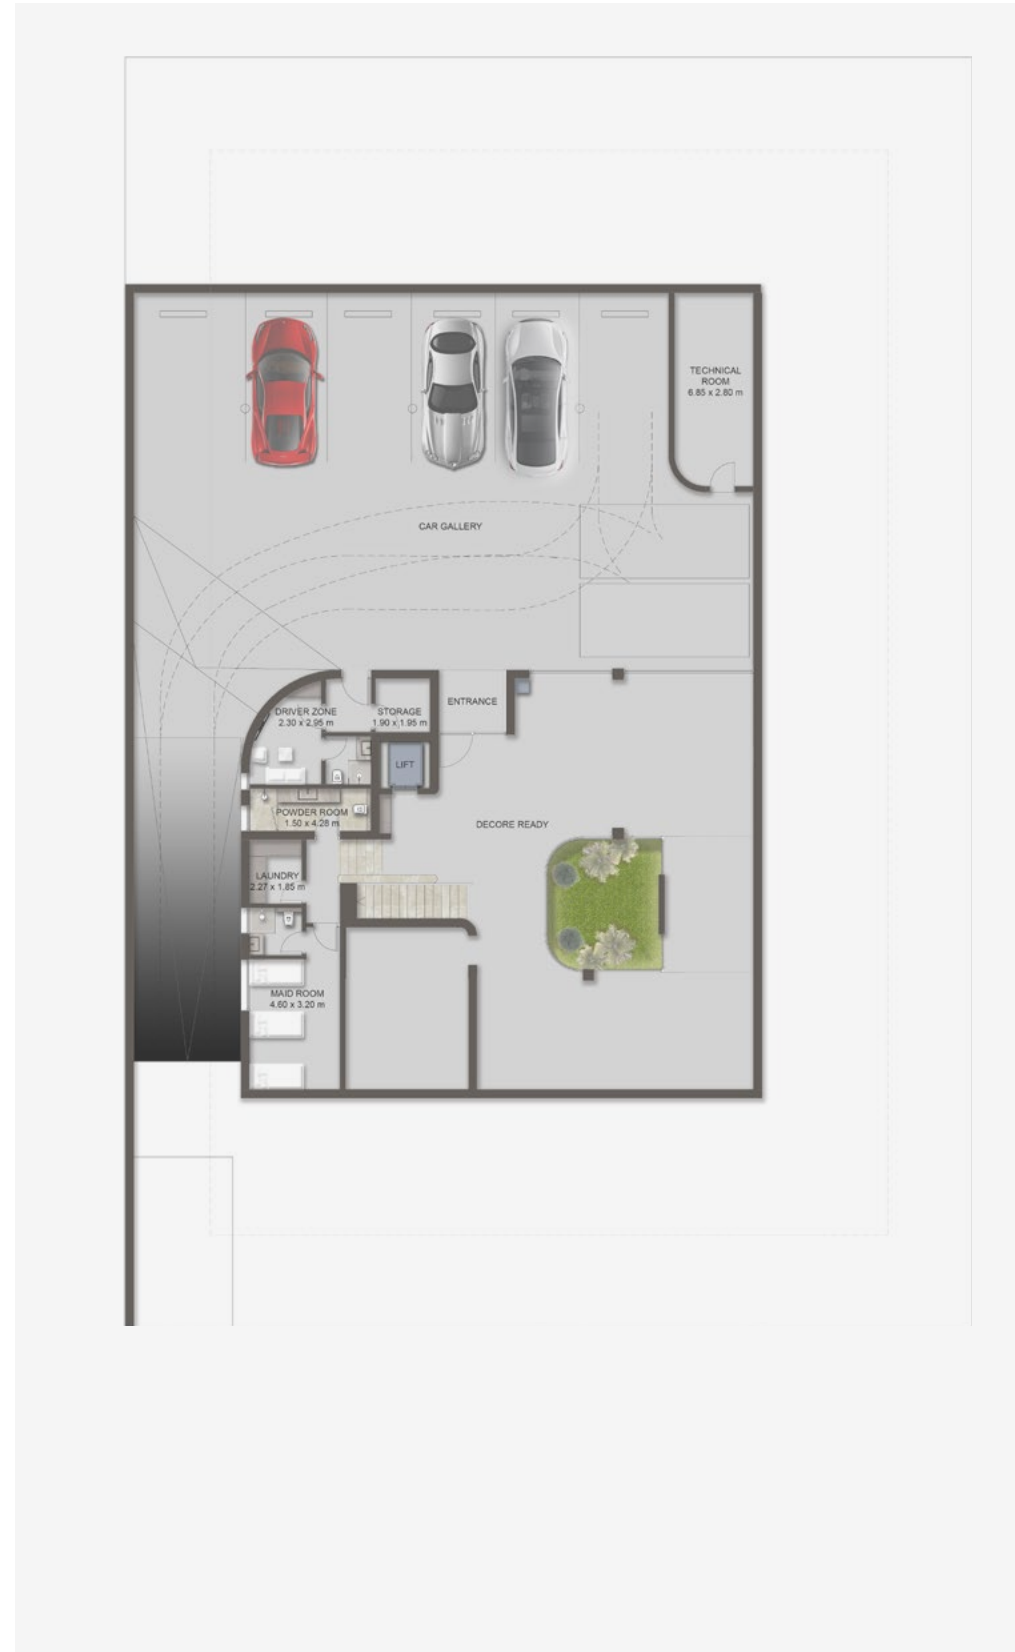 TECHNICAL
ROOM
6.85 x 2.80 m
CAR GALLERY
DRIVER ZONE
2.30 x 2.95 m
STORAGE
1.90 x 1.95 m
ENTRANCE
LIFT
POWDER ROOM
1.50 x 4.28 m
DECORE READY
LAUNDRY
2.27 x 1.85 m
MAID ROOM
4.60 x 3.20 m